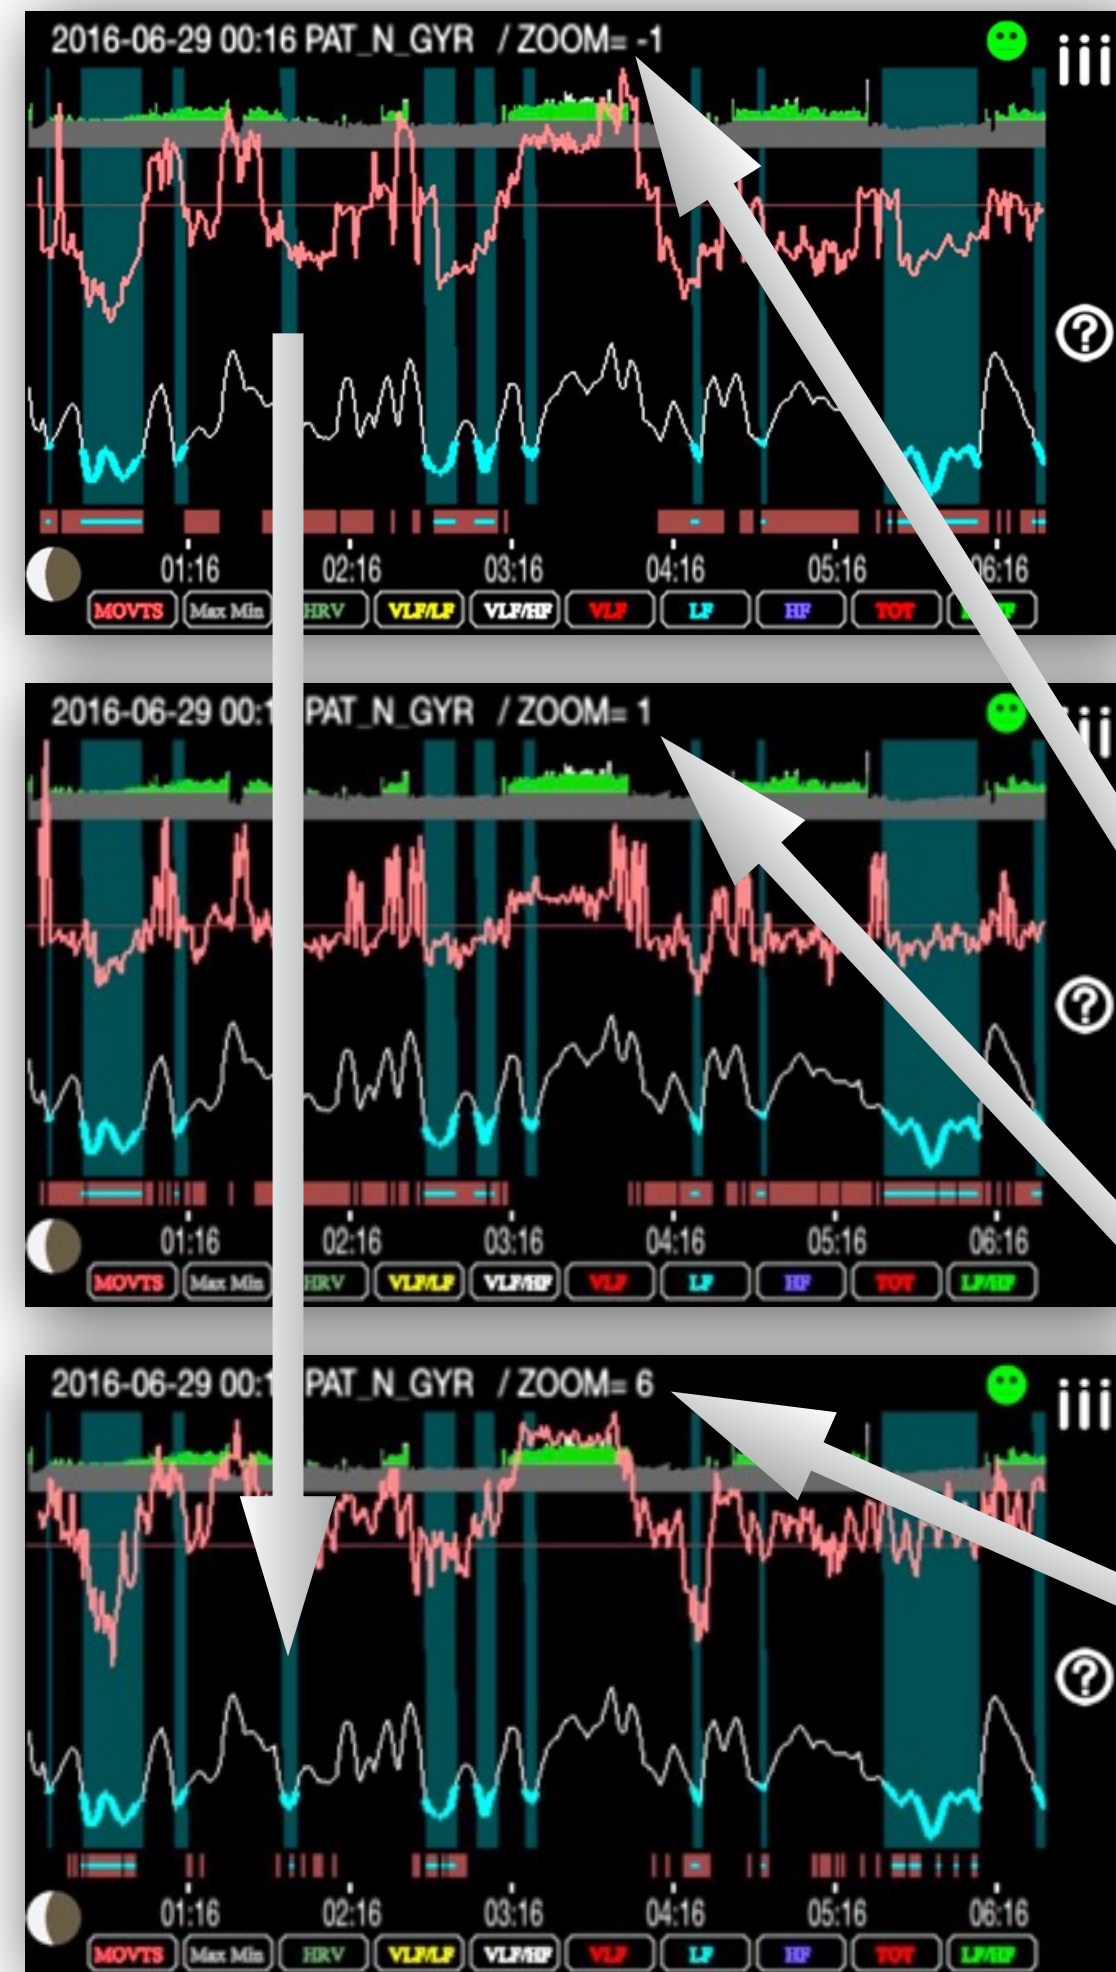 2016-06-29 00:16 PAT_N_GYR / ZOOM= -1
iii
?
01:16 02:16 03:16 04:16 05:16 06:16
MOVTS Max Min HRV VLF/LF VLF/HF VLF LF HF TOT
2016-06-29 00:1 PAT_N_GYR / ZOOM= 1
?
01:16 02:16 03:16 04:16 05:16 06:16
MOVTS Max Min HRV VLF/LF VLF/HF VLF LF HF TOT LF/HF
2016-06-29 00:1 PAT_N_GYR / ZOOM= 6
iii
?
01:16 02:16 03:16 04:16 05:16 06:16
MOVTS Max Min HRV VLF/LF VLF/HF VLF LF HF TOT LF/HF